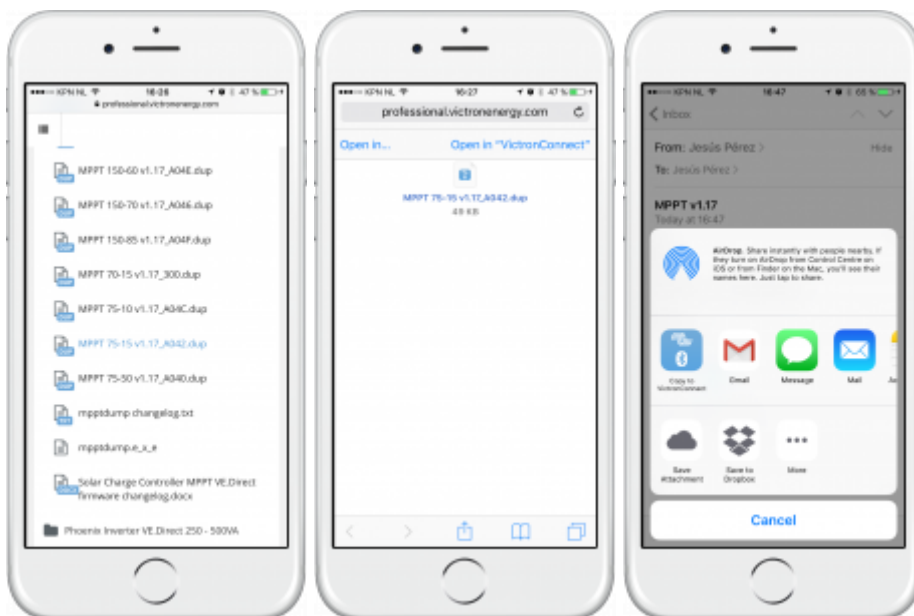 KPN NL
16:26
47 %
professional.victronenergy.com
MPPT 150-60 v1.17_A04E.dup
MPPT 150-70 v1.17_A046.dup
MPPT 150-85 v1.17_A04F.dup
MPPT 70-15 v1.17_300.dup
MPPT 75-10 v1.17_A04C.dup
MPPT 75-15 v1.17_A042.dup
MPPT 75-50 v1.17_A040.dup
mpptdump changelog.txt
mpptdump.e_x_e
Solar Charge Controller MPPT VE.Direct
firmware changelog.docx
Phoenix Inverter VE.Direct 250 - 500VA
KPN NL
16:27
47 %
professional.victronenergy.com
Open in...
Open in "VictronConnect"
MPPT 75-15 v1.17_A042.dup
49 KB
KPN NL
16:47
65 %
Inbox
From: Jesús Pérez
Hide
To: Jesús Pérez
MPPT v1.17
Today at 16:47
AirDrop. Share instantly with people nearby. If
they turn on AirDrop from Control Centre on
iOS or from Finder on the Mac, you'll see their
names here. Just tap to share.
Copy to
VictronConnect
Email
Message
Mail
Save
Attachment
Save to
Dropbox
More
Cancel